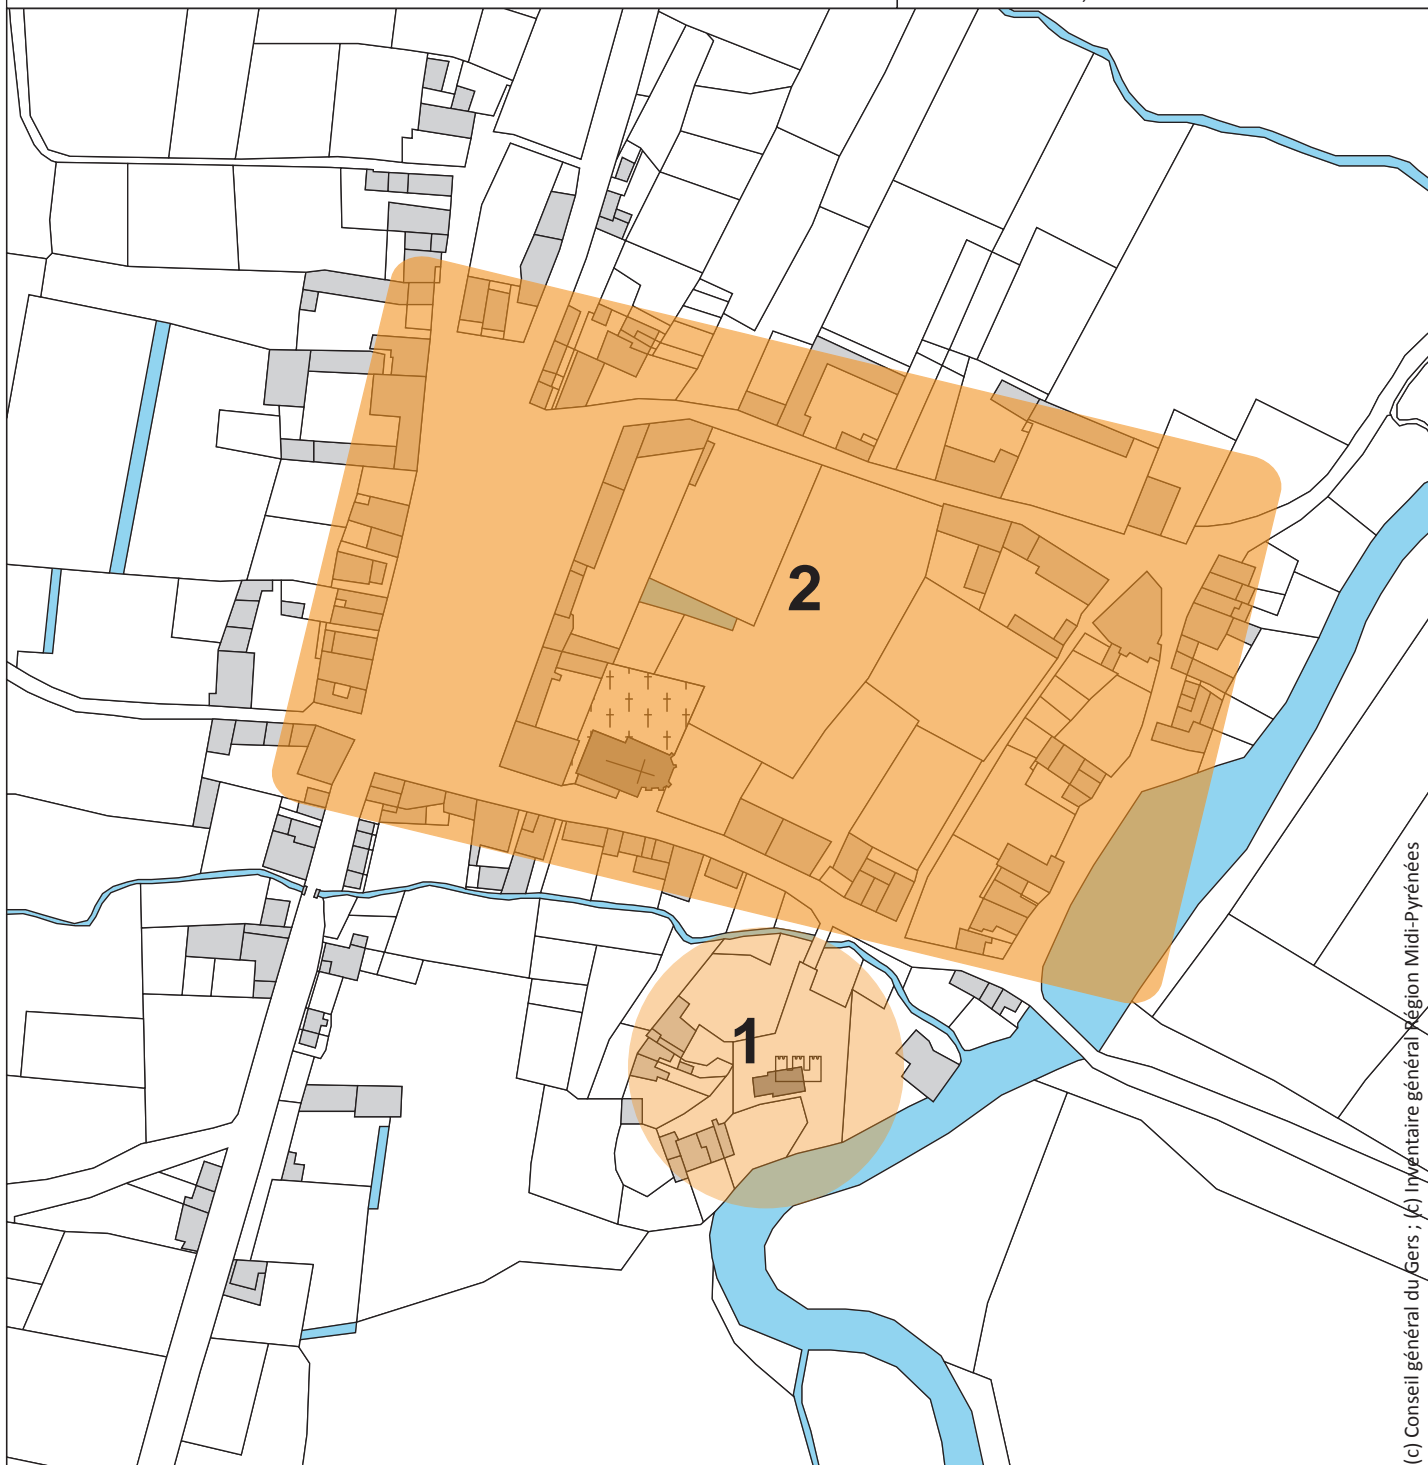 2
1
(c) Conseil général du Gers ; (c) Inventaire général Région Midi-Pyrénées